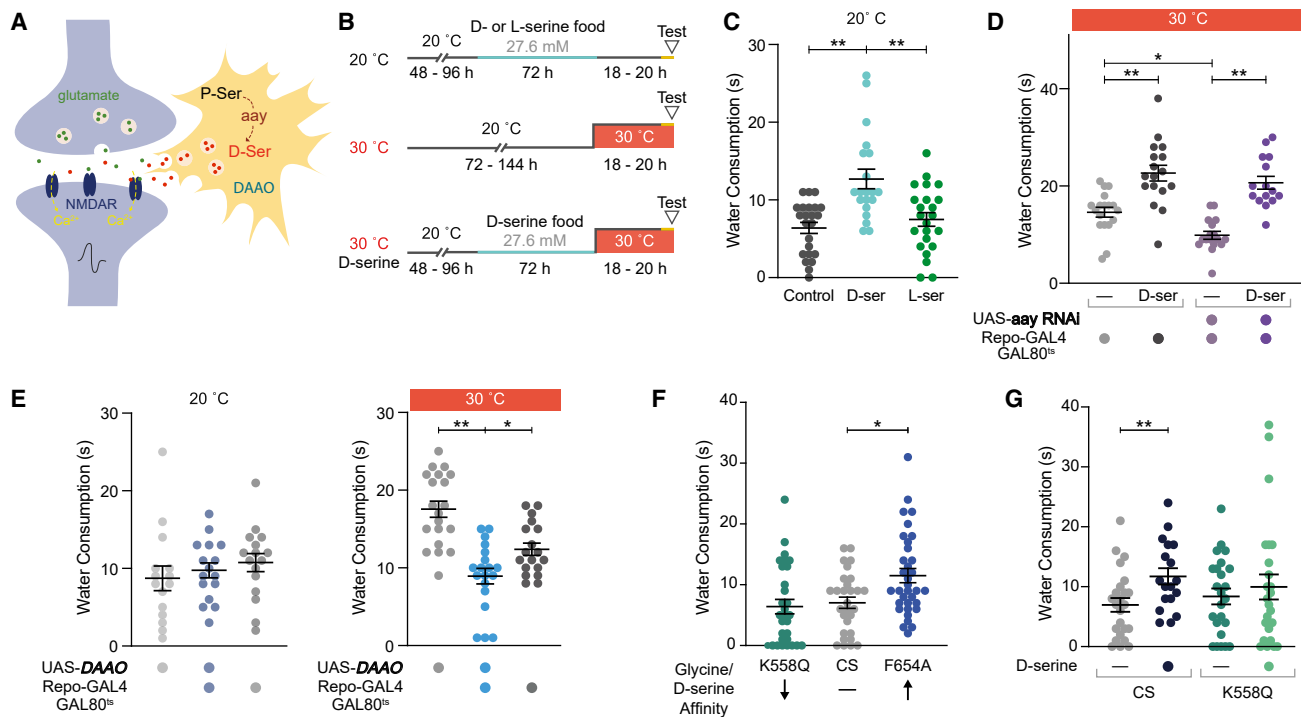 A
glutamate
P-Ser
aay
D-Ser
DAAO
NMDAR
Ca²⁺
Ca²⁺
B
D- or L-serine food
Test
20 ˚C
27.6 mM
20 ˚C
48 - 96 h
72 h
18 - 20 h
Test
20 ˚C
30 ˚C
30 ˚C
72 - 144 h
18 - 20 h
D-serine food
Test
20 ˚C
27.6 mM
30 ˚C
30 ˚C
D-serine
48 - 96 h
72 h
18 - 20 h
C
20˚ C
** **
Water Consumption (s)
30
20
10
0
Control D-ser L-ser
D
30 ˚C
*
** **
Water Consumption (s)
40
20
0
— D-ser — D-ser
UAS-aay RNAi
Repo-GAL4
GAL80ts
E
20 ˚C
Water Consumption (s)
30
20
10
0
UAS-DAAO
Repo-GAL4
GAL80ts
30 ˚C
** *
Water Consumption (s)
30
20
10
0
UAS-DAAO
Repo-GAL4
GAL80ts
F
*
Water Consumption (s)
40
30
20
10
0
K558Q CS F654A
Glycine/
D-serine
Affinity
↓ — ↑
G
**
Water Consumption (s)
40
30
20
10
0
D-serine — —
CS K558Q